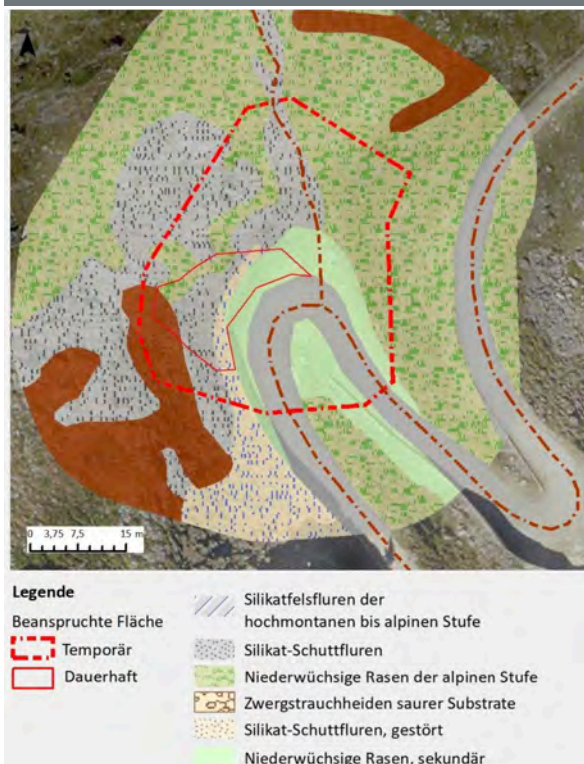 0 3,75 7,5 15 m
Legende
Beanspruchte Fläche
Temporär
Dauerhaft
Silikatfelsfluren der
hochmontanen bis alpinen Stufe
Silikat-Schuttfluren
Niederwüchsige Rasen der alpinen Stufe
Zwergstrauchheiden saurer Substrate
Silikat-Schuttfluren, gestört
Niederwüchsige Rasen, sekundär